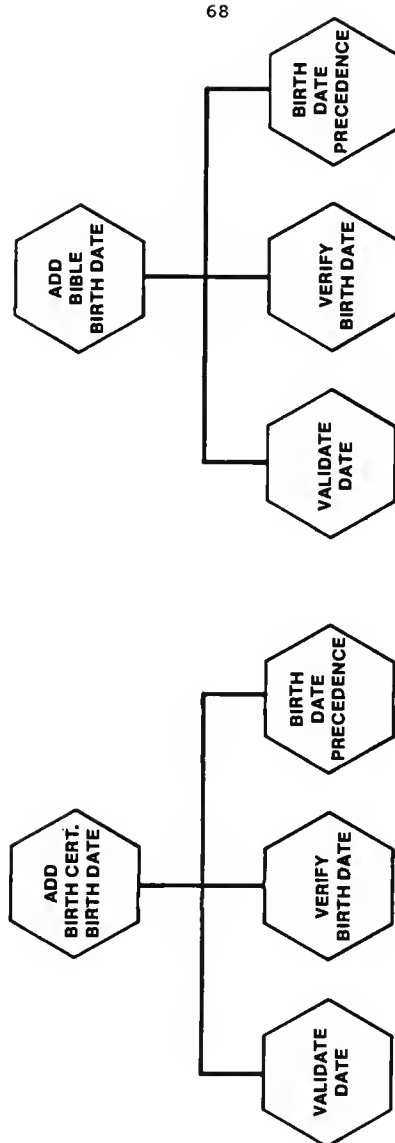 68
ADD
BIRTH CERT.
BIRTH DATE
VALIDATE
DATE
VERIFY
BIRTH DATE
BIRTH
DATE
PRECEDENCE
ADD
BIBLE
BIRTH DATE
VALIDATE
DATE
VERIFY
BIRTH DATE
BIRTH
DATE
PRECEDENCE